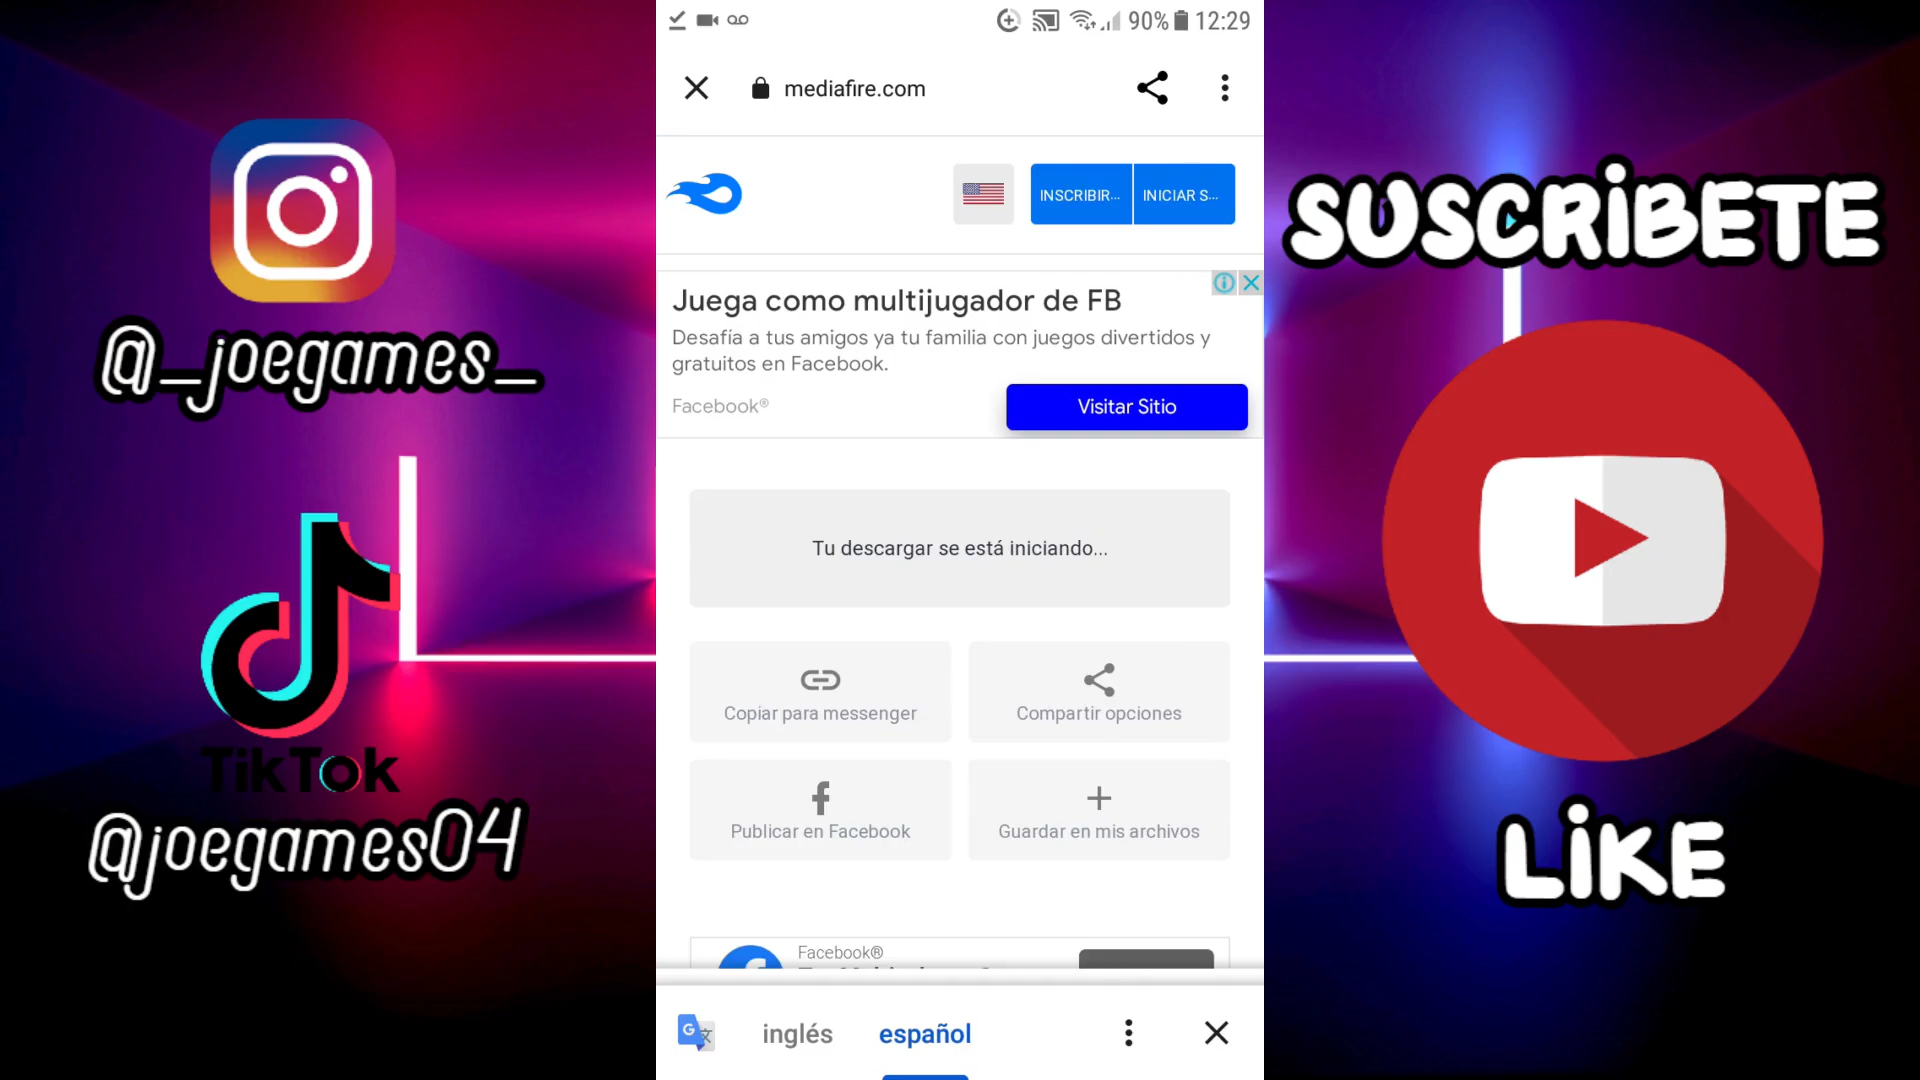 90% 12:29
mediafire.com
INSCRIBIR... INICIAR S...
Juega como multijugador de FB
Desafía a tus amigos ya tu familia con juegos divertidos y
gratuitos en Facebook.
Facebook®
Visitar Sitio
Tu descargar se está iniciando...
Copiar para messenger
Compartir opciones
Publicar en Facebook
Guardar en mis archivos
Facebook®
inglés español
@_joegames_
TikTok
@joegames04
SUSCRIBETE
LIKE